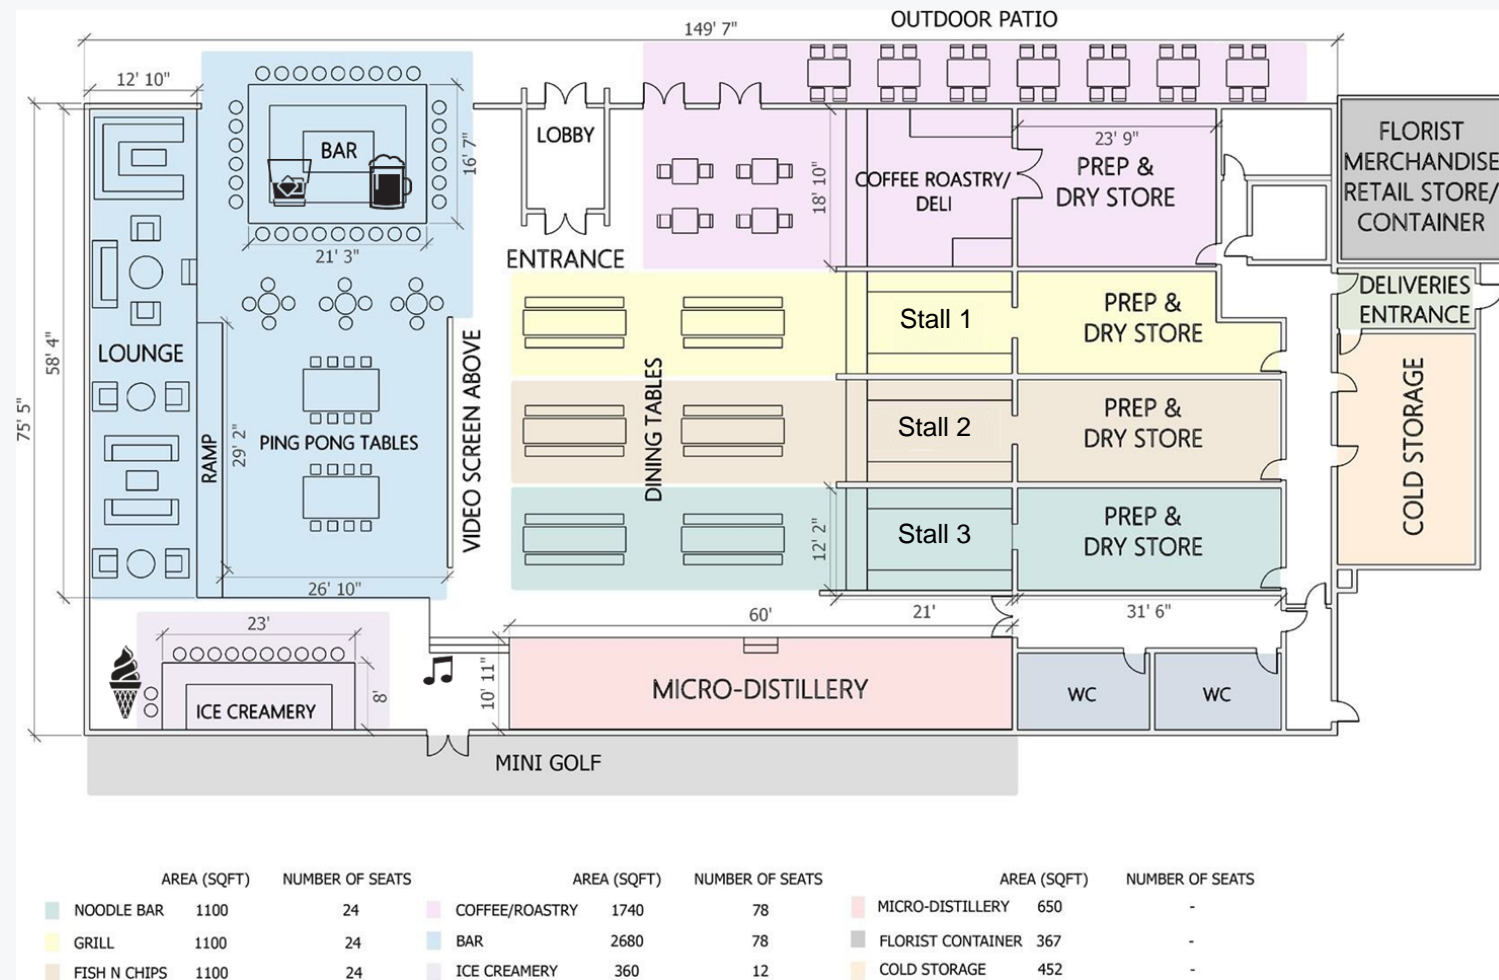 OUTDOOR PATIO
149' 7"
12' 10"
BAR
16' 7"
21' 3"
LOBBY
ENTRANCE
18' 10"
COFFEE ROASTRY/
DELI
23' 9"
PREP &
DRY STORE
FLORIST
MERCHANDISE
RETAIL STORE/
CONTAINER
DELIVERIES
ENTRANCE
75' 5"
58' 4"
LOUNGE
RAMP
29' 2"
PING PONG TABLES
26' 10"
VIDEO SCREEN ABOVE
DINING TABLES
Stall 1
PREP &
DRY STORE
Stall 2
PREP &
DRY STORE
Stall 3
PREP &
DRY STORE
12' 2"
COLD STORAGE
60'
21'
31' 6"
23'
8'
ICE CREAMERY
10' 11"
MICRO-DISTILLERY
WC
WC
MINI GOLF
AREA (SQFT) NUMBER OF SEATS AREA (SQFT) NUMBER OF SEATS AREA (SQFT) NUMBER OF SEATS
NOODLE BAR 1100 24 COFFEE/ROASTRY 1740 78 MICRO-DISTILLERY 650 -
GRILL 1100 24 BAR 2680 78 FLORIST CONTAINER 367 -
FISH N CHIPS 1100 24 ICE CREAMERY 360 12 COLD STORAGE 452 -